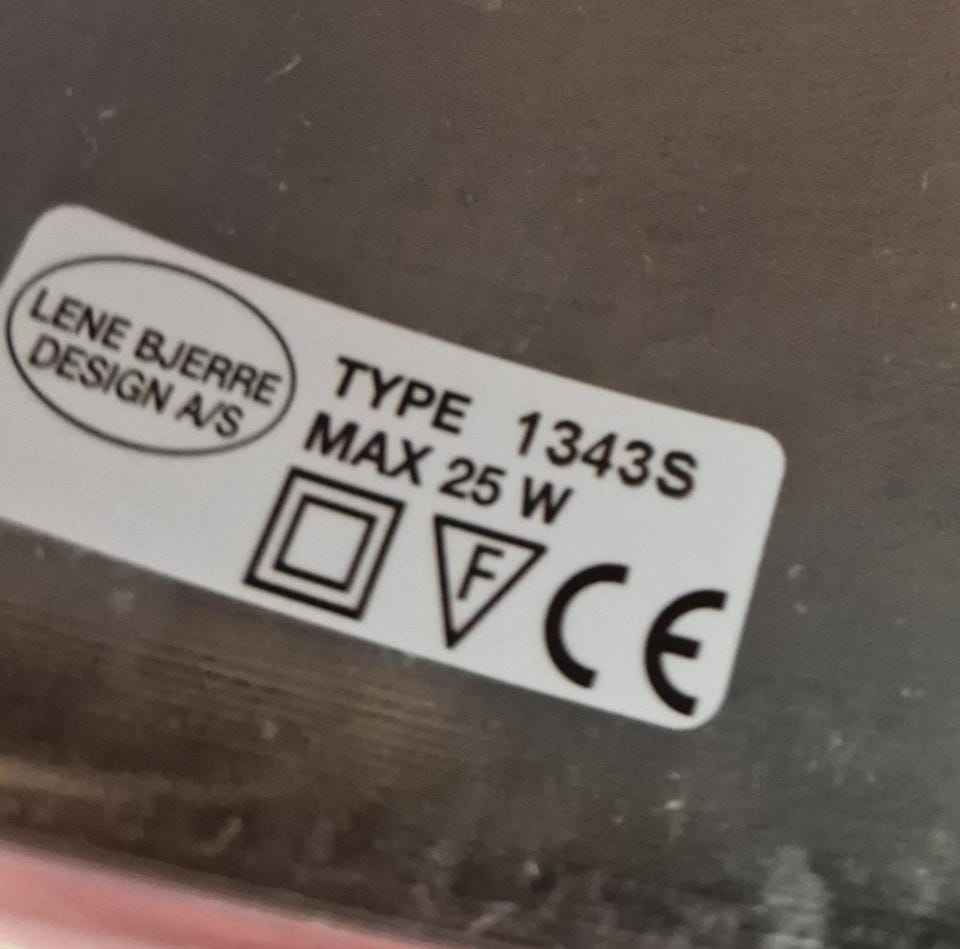 LENE BJERRE
DESIGN A/S
TYPE 1343S
MAX 25 W
F
CE